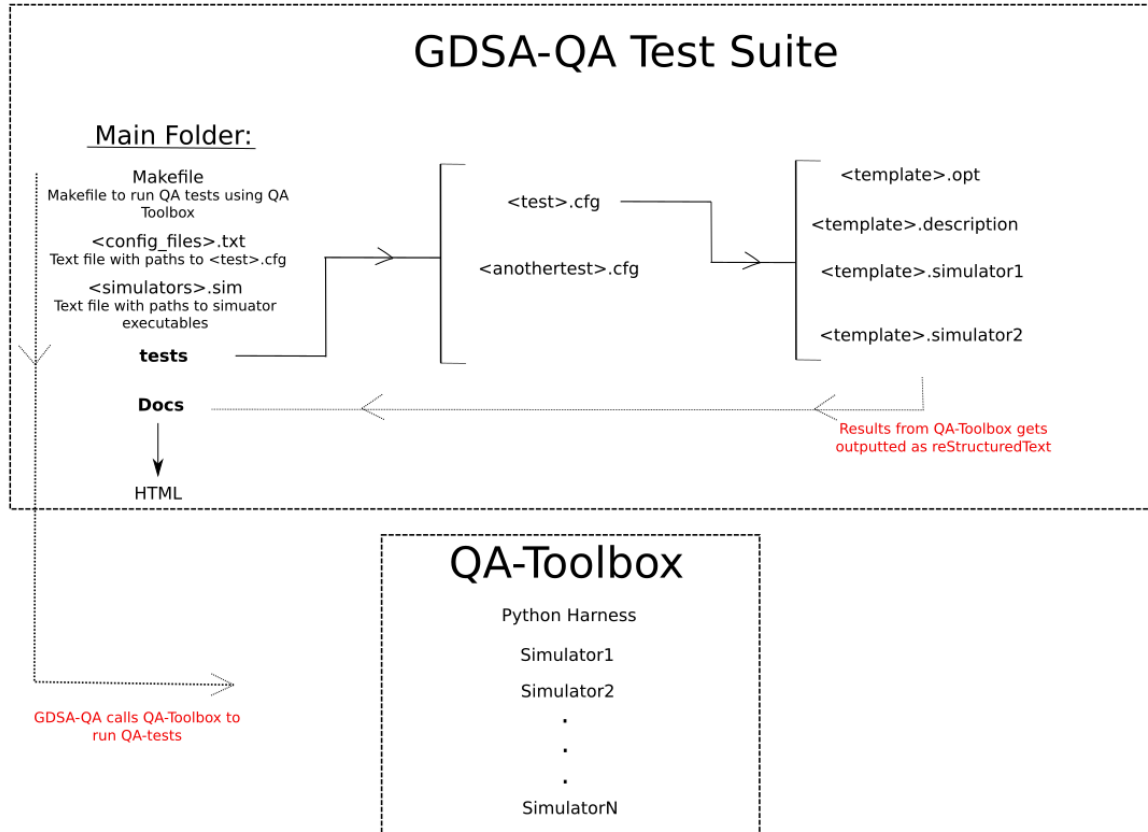 GDSA-QA Test Suite
Main Folder:
Makefile
Makefile to run QA tests using QA
Toolbox
<config_files>.txt
Text file with paths to <test>.cfg
<simulators>.sim
Text file with paths to simuator
executables
tests
Docs
HTML
<test>.cfg
<anothertest>.cfg
<template>.opt
<template>.description
<template>.simulator1
<template>.simulator2
Results from QA-Toolbox gets
outputted as reStructuredText
QA-Toolbox
Python Harness
Simulator1
Simulator2
.
.
.
SimulatorN
GDSA-QA calls QA-Toolbox to
run QA-tests